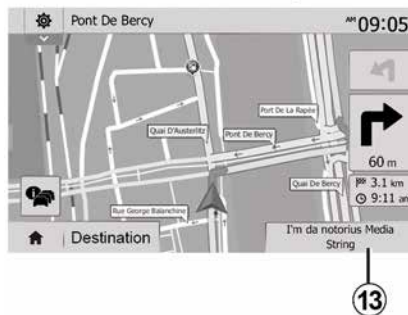 Pont De Bercy
AM 09:05
Port De La Rapée
Quai D'Austerlitz
Pont De Bercy
60 m
Quai De Bercy
3.1 km
9:11 am
Rue George Balanchine
Destination
I'm da notorius Media
String
13